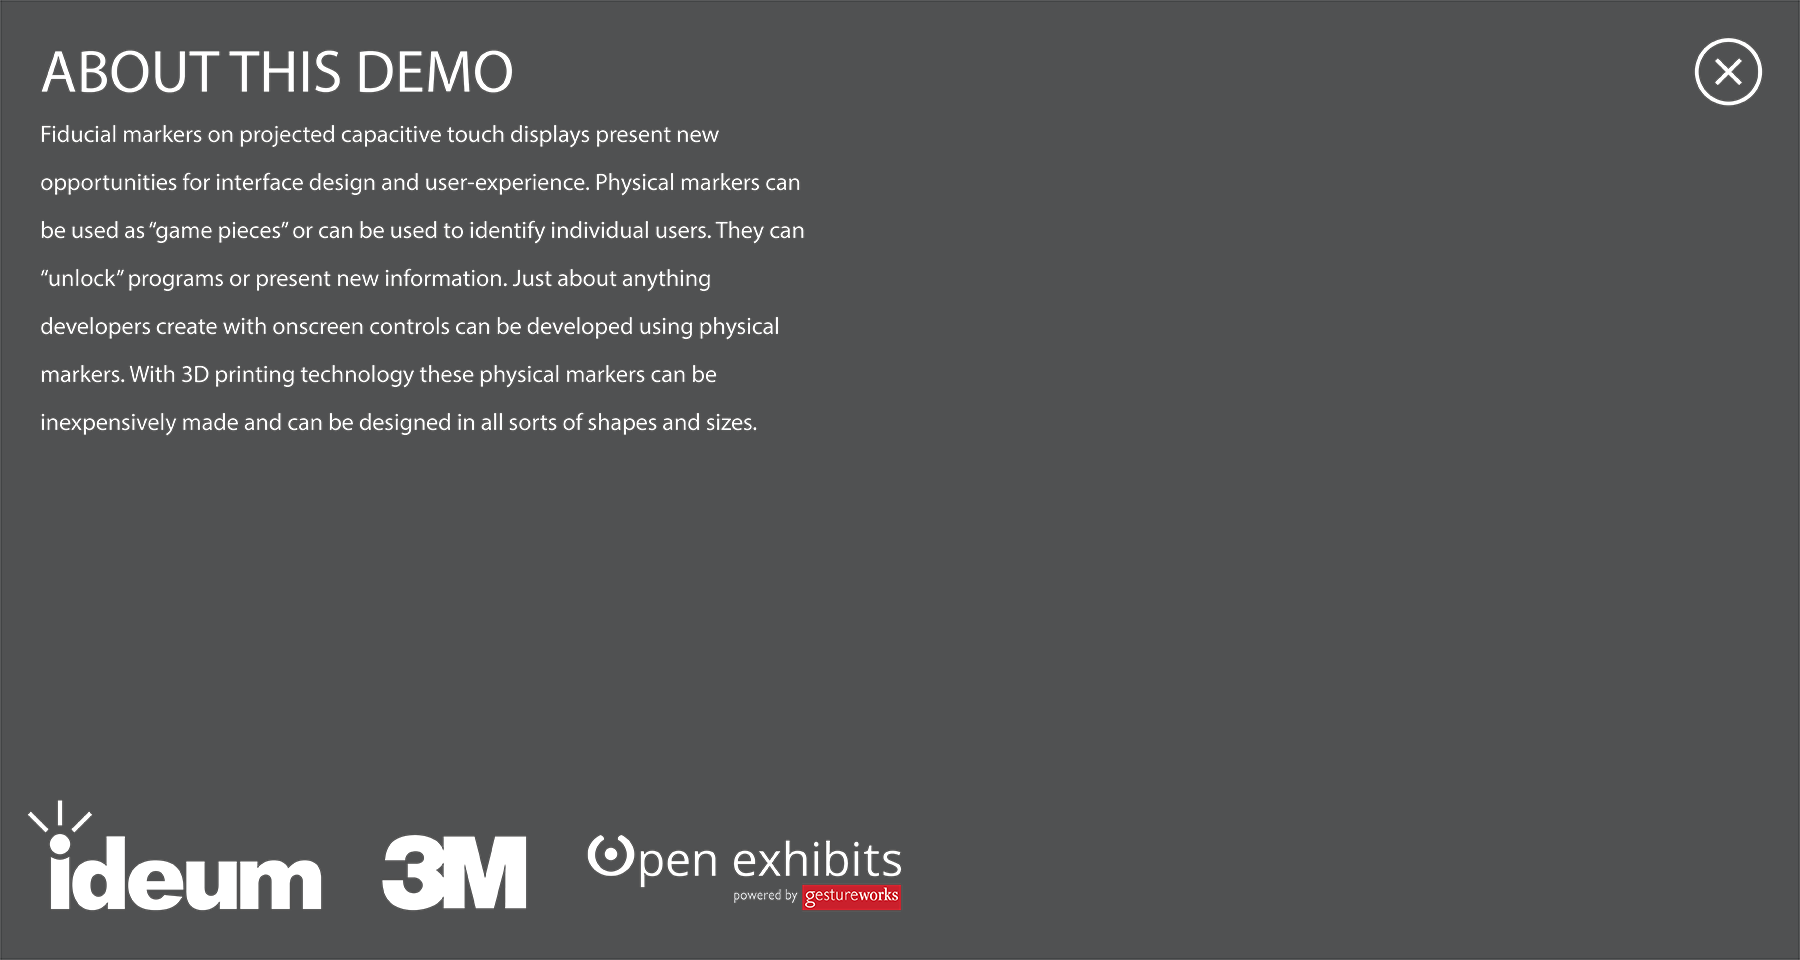 ABOUT THIS DEMO
Fiducial markers on projected capacitive touch displays present new
opportunities for interface design and user-experience. Physical markers can
be used as “game pieces” or can be used to identify individual users. They can
“unlock” programs or present new information. Just about anything
developers create with onscreen controls can be developed using physical
markers. With 3D printing technology these physical markers can be
inexpensively made and can be designed in all sorts of shapes and sizes.
ideum
3M
Open exhibits
powered by gestureworks